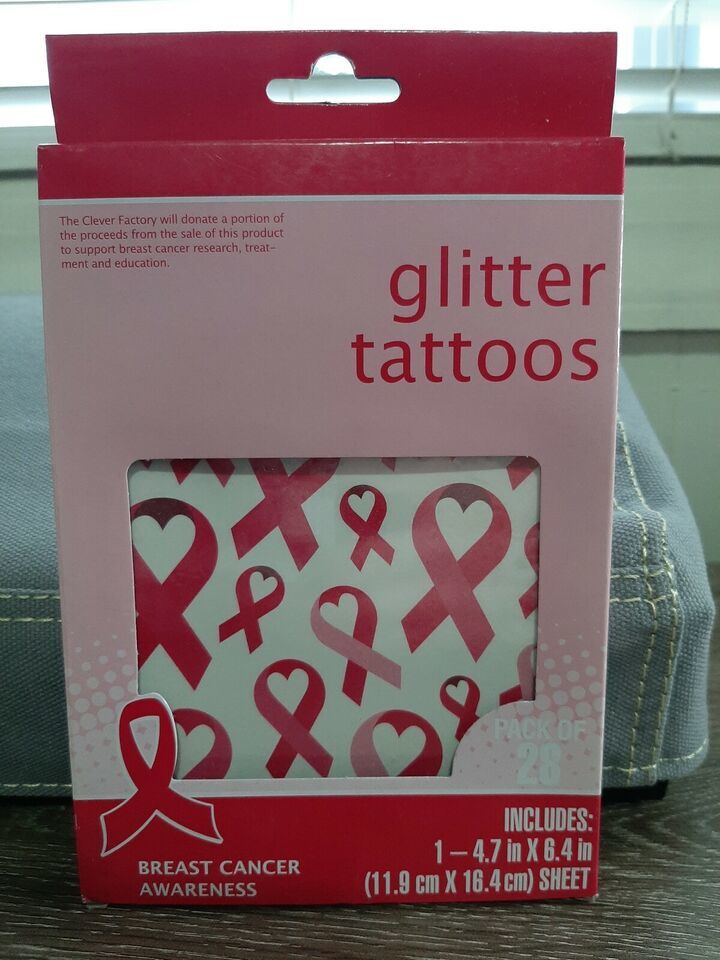 The Clever Factory will donate a portion of
the proceeds from the sale of this product
to support breast cancer research, treat-
ment and education.
glitter
tattoos
PACK OF
28
INCLUDES:
1 – 4.7 in X 6.4 in
(11.9 cm X 16.4 cm) SHEET
BREAST CANCER
AWARENESS